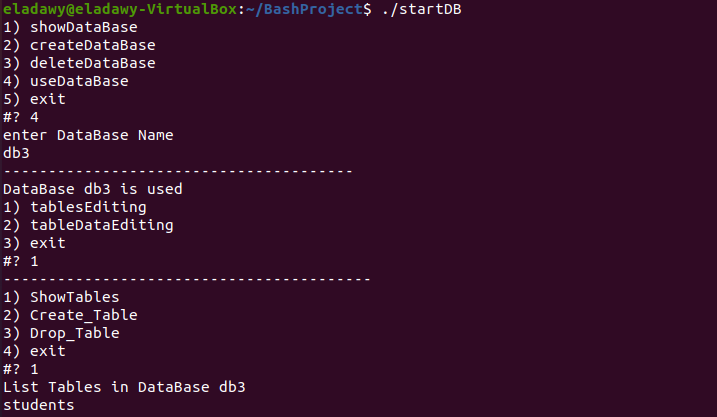 eladawy@eladawy-VirtualBox:~/BashProject$ ./startDB
1) showDataBase
2) createDataBase
3) deleteDataBase
4) useDataBase
5) exit
#? 4
enter DataBase Name
db3
---------------------------------------
DataBase db3 is used
1) tablesEditing
2) tableDataEditing
3) exit
#? 1
-----------------------------------------
1) ShowTables
2) Create_Table
3) Drop_Table
4) exit
#? 1
List Tables in DataBase db3
students